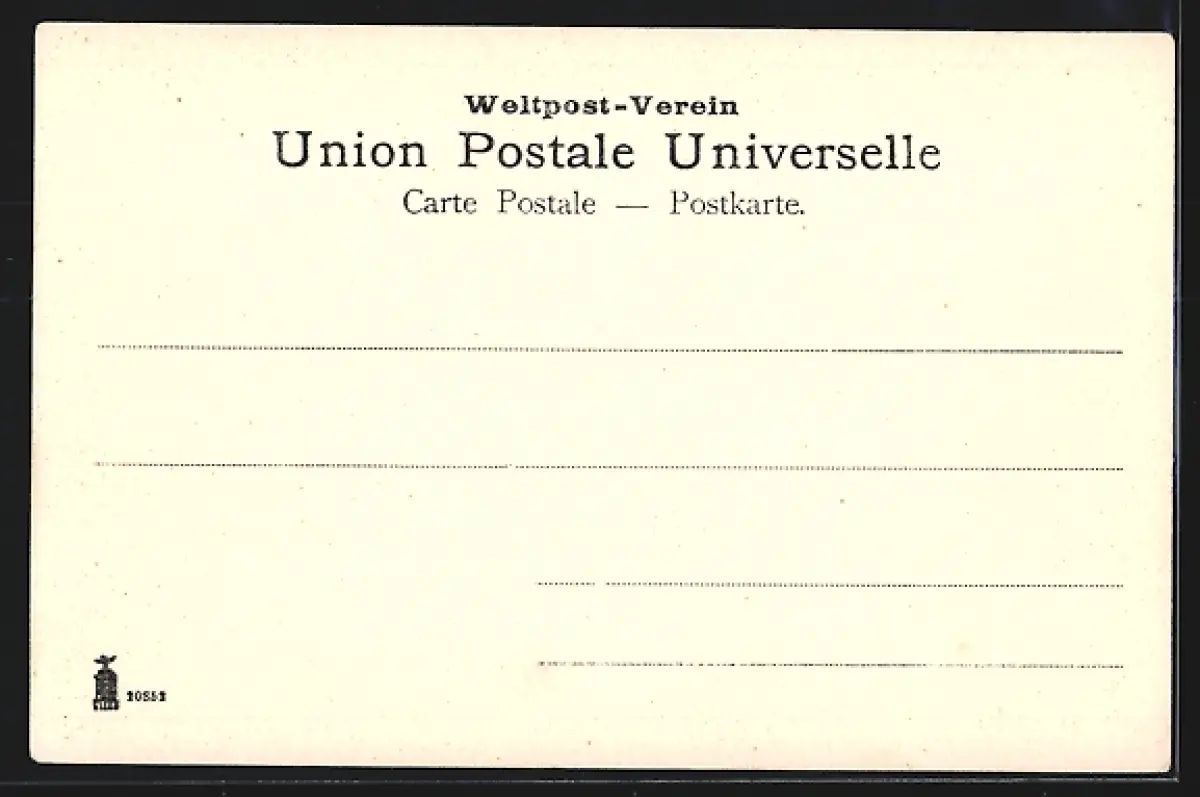 Weltpost-Verein
Union Postale Universelle
Carte Postale — Postkarte.